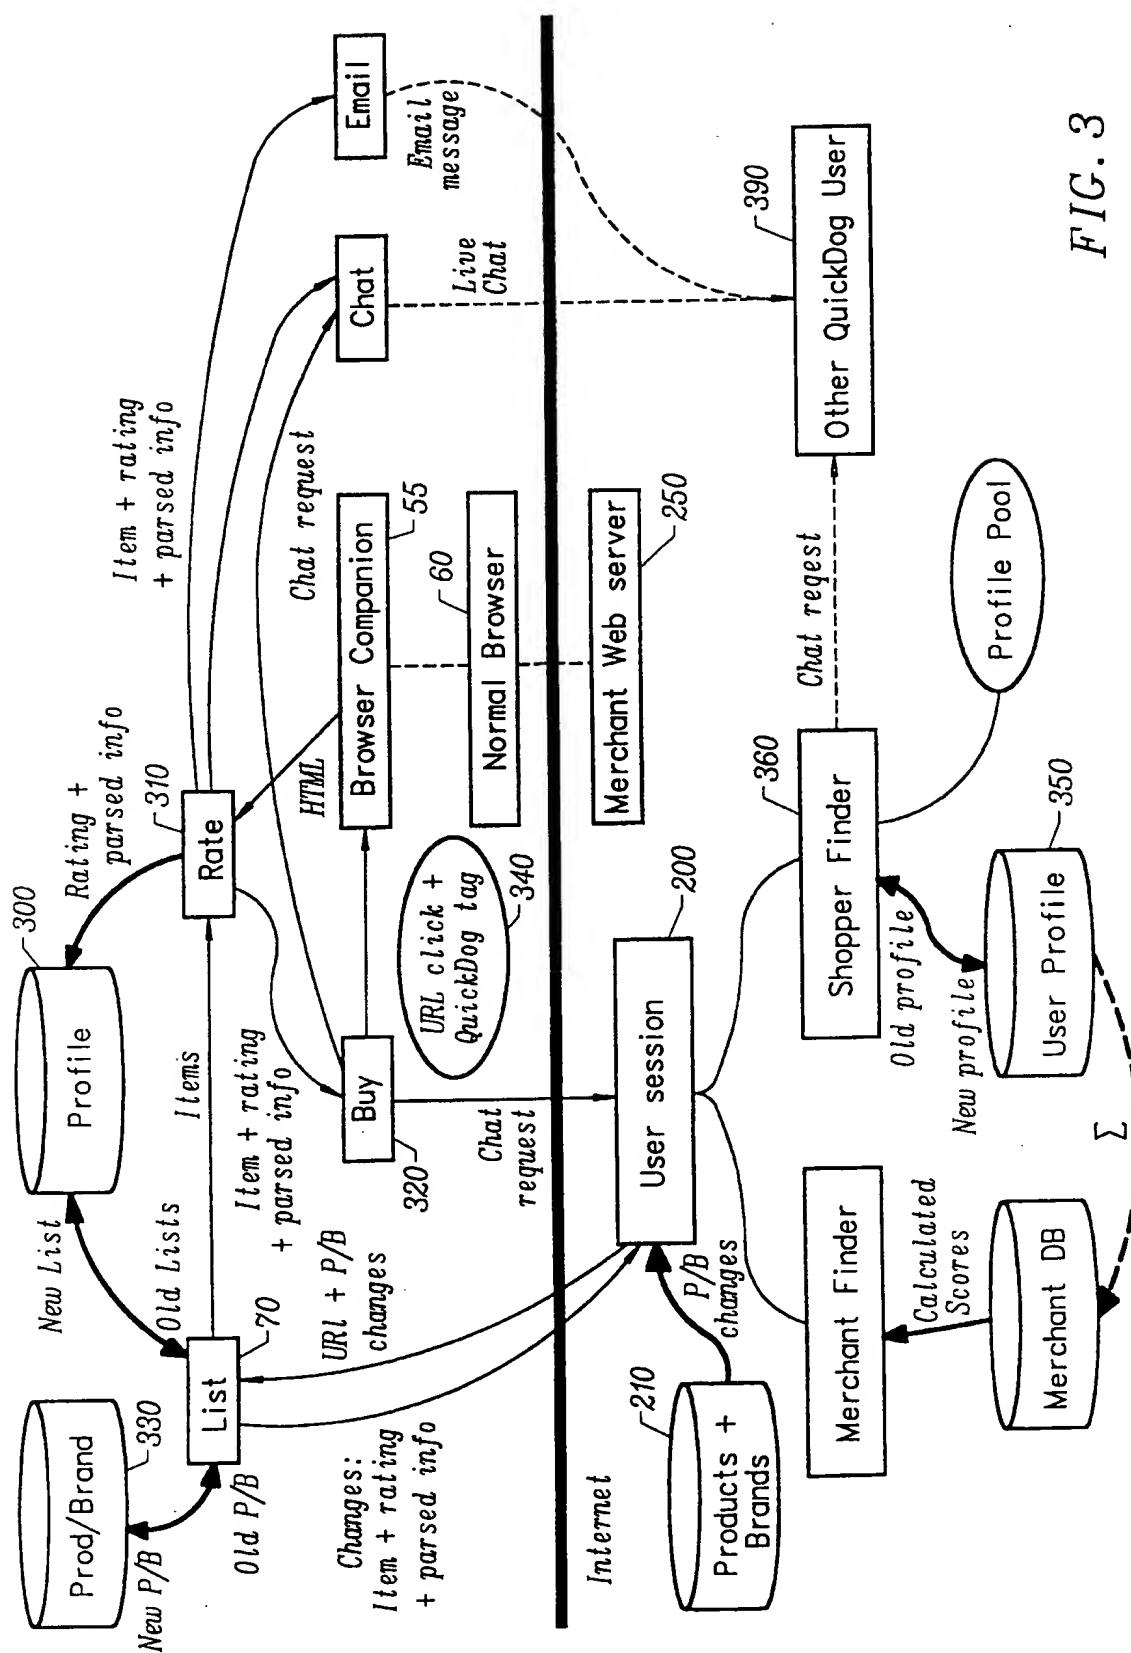 Prod/Brand
330
New P/B
Old P/B
New List
Old Lists
Profile
300
Rating +
parsed info
List
70
Items
Rate
310
Item + rating
+ parsed info
Item + rating
+ parsed info
Chat request
HTML
Buy
320
URL click +
QuickDog tag
340
Browser Companion
55
Normal Browser
60
Chat
Email
Live
Chat
Email
message
URl + P/B
changes
Changes:
Item + rating
+ parsed info
Chat
request
Internet
Products +
Brands
210
P/B
changes
User session
200
Merchant Web server
250
Merchant Finder
Calculated
Scores
Merchant DB
Shopper Finder
360
Old profile
New profile
User Profile
350
Σ
Chat reqest
Other QuickDog User
390
Profile Pool
FIG. 3